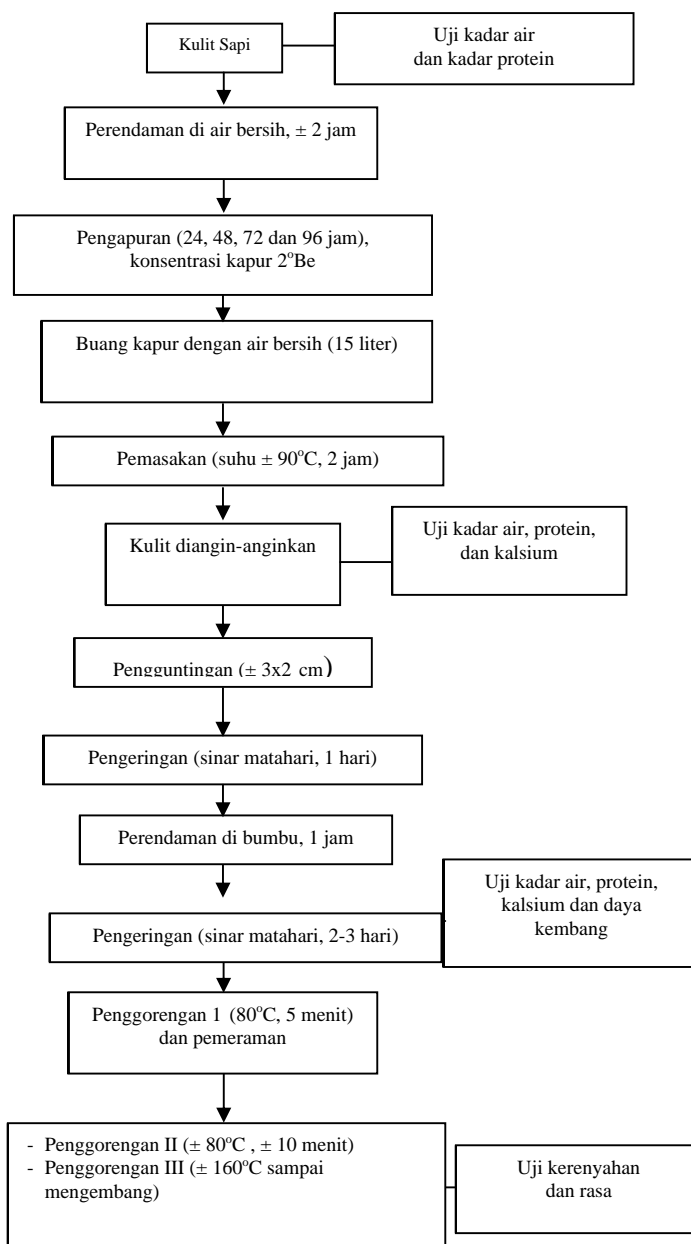 Kulit Sapi
Uji kadar air
dan kadar protein
Perendaman di air bersih, ± 2 jam
Pengapuran (24, 48, 72 dan 96 jam),
konsentrasi kapur 2°Be
Buang kapur dengan air bersih (15 liter)
Pemasakan (suhu ± 90°C, 2 jam)
Kulit diangin-anginkan
Uji kadar air, protein,
dan kalsium
Pengguntingan (± 3x2 cm)
Pengeringan (sinar matahari, 1 hari)
Perendaman di bumbu, 1 jam
Uji kadar air, protein,
kalsium dan daya
kembang
Pengeringan (sinar matahari, 2-3 hari)
Penggorengan 1 (80°C, 5 menit)
dan pemeraman
- Penggorengan II (± 80°C , ± 10 menit)
- Penggorengan III (± 160°C sampai
mengembang)
Uji kerenyahan
dan rasa